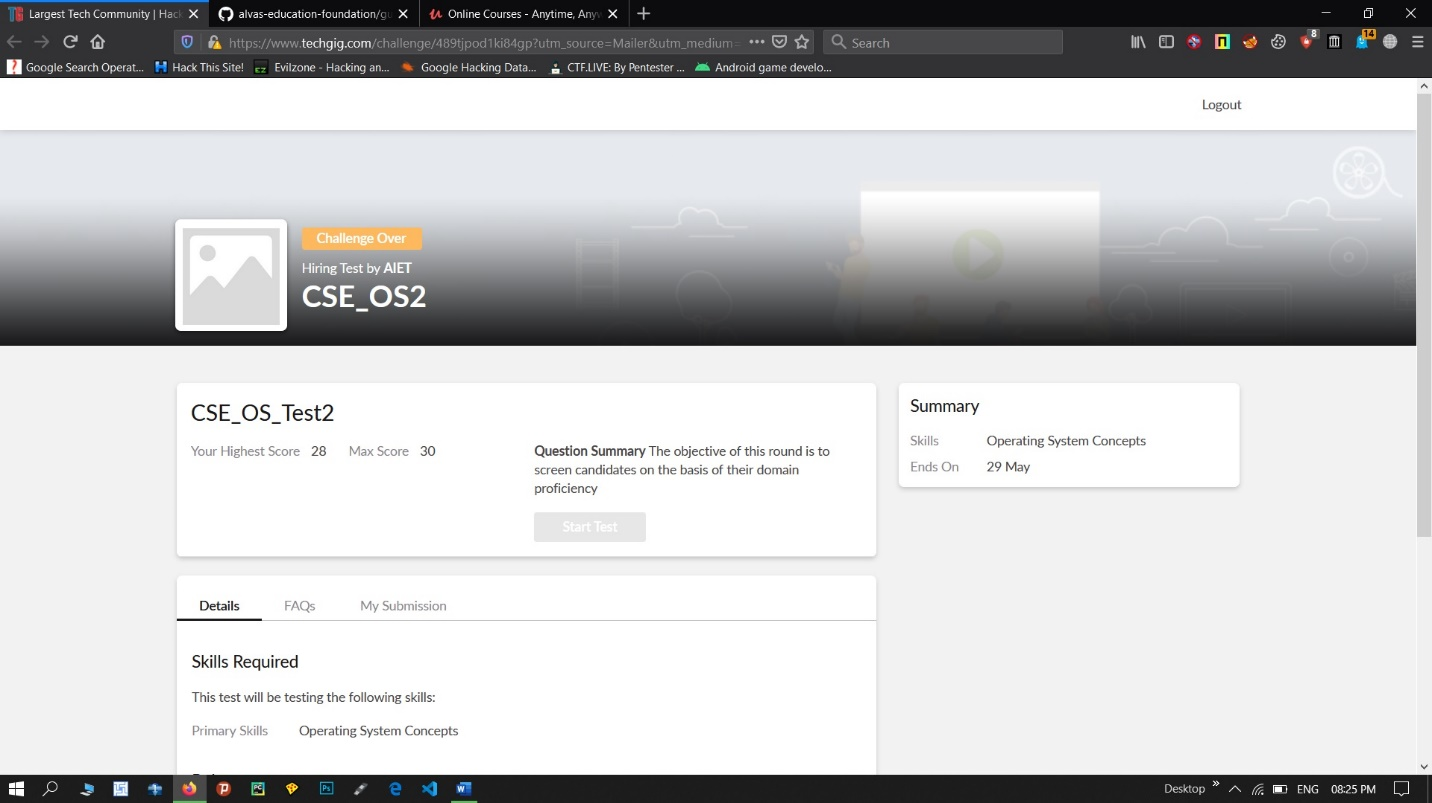 Largest Tech Community | Hack
alvas-education-foundation/gu
Online Courses - Anytime, Anyw
https://www.techgig.com/challenge/489tjpod1ki84gp?utm_source=Mailer&utm_medium=
Search
8
14
Google Search Operat...
Hack This Site!
Evilzone - Hacking an...
Google Hacking Data...
CTF.LIVE: By Pentester ...
Android game develo...
Logout
Challenge Over
Hiring Test by AIET
CSE_OS2
CSE_OS_Test2
Your Highest Score 28 Max Score 30
Question Summary The objective of this round is to
screen candidates on the basis of their domain
proficiency
Start Test
Summary
Skills Operating System Concepts
Ends On 29 May
Details FAQs My Submission
Skills Required
This test will be testing the following skills:
Primary Skills Operating System Concepts
Desktop
ENG 08:25 PM